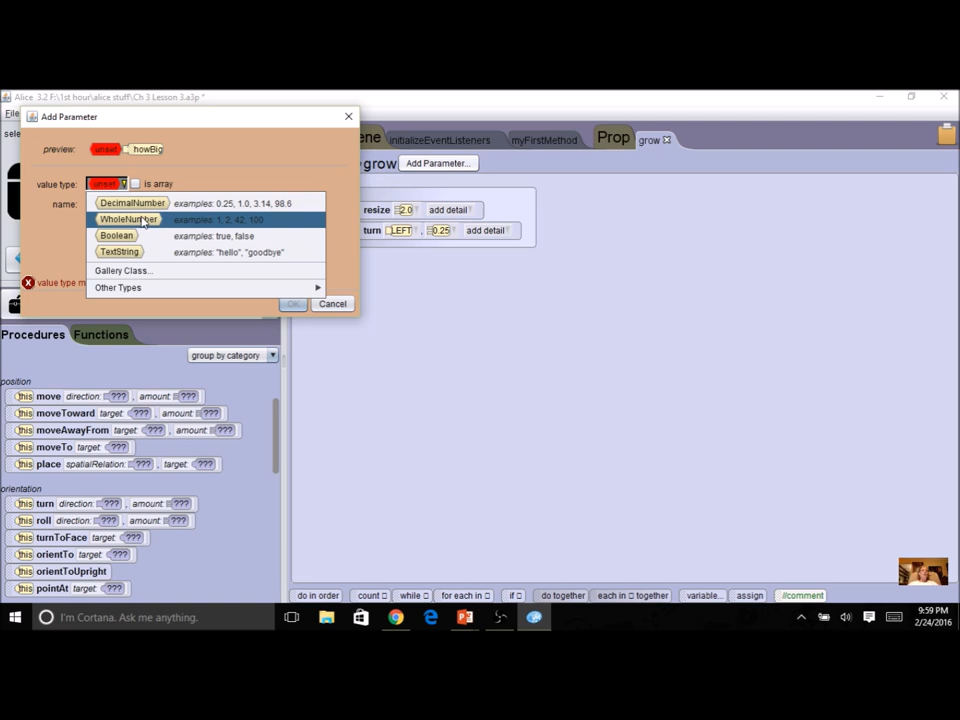 Alice 3.2 F:\1st hour\alice stuff\Ch 3 Lesson 3.a3p *
File
Add Parameter
preview: unset howBig
value type: unset is array
name:
DecimalNumber examples: 0.25, 1.0, 3.14, 98.6
WholeNumber examples: 1, 2, 42, 100
Boolean examples: true, false
TextString examples: "hello", "goodbye"
Gallery Class...
Other Types
value type m
OK Cancel
initializeEventListeners myFirstMethod Prop grow
grow Add Parameter...
resize 2.0 add detail
turn LEFT , 0.25 add detail
Procedures Functions
group by category
position
this move direction: ??? , amount: ???
this moveToward target: ??? , amount: ???
this moveAwayFrom target: ??? , amount: ???
this moveTo target: ???
this place spatialRelation: ??? , target: ???
orientation
this turn direction: ??? , amount: ???
this roll direction: ??? , amount: ???
this turnToFace target: ???
this orientTo target: ???
this orientToUpright
this pointAt target: ???
do in order count while for each in if do together each in together variable... assign //comment
I'm Cortana. Ask me anything.
9:59 PM
2/24/2016